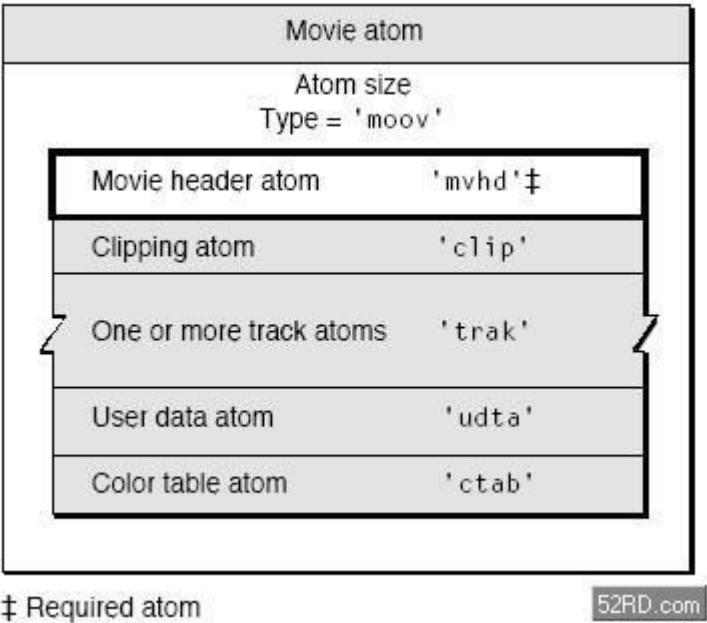 Movie atom
Atom size
Type = 'moov'
Movie header atom 'mvhd'‡
Clipping atom 'clip'
One or more track atoms 'trak'
User data atom 'udta'
Color table atom 'ctab'
‡ Required atom
52RD.com